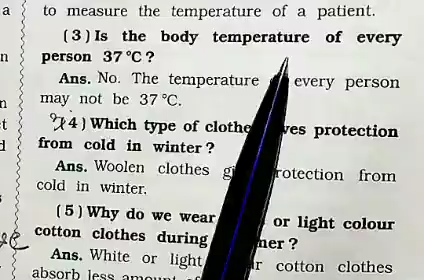 a to measure the temperature of a patient.
(3) Is the body temperature of every
n person 37 °C ?
Ans. No. The temperature every person
n may not be 37 °C.
t 4) Which type of clothe ves protection
d from cold in winter ?
Ans. Woolen clothes gi rotection from
cold in winter.
(5) Why do we wear or light colour
cotton clothes during ner ?
Ans. White or light r cotton clothes
absorb less amount of